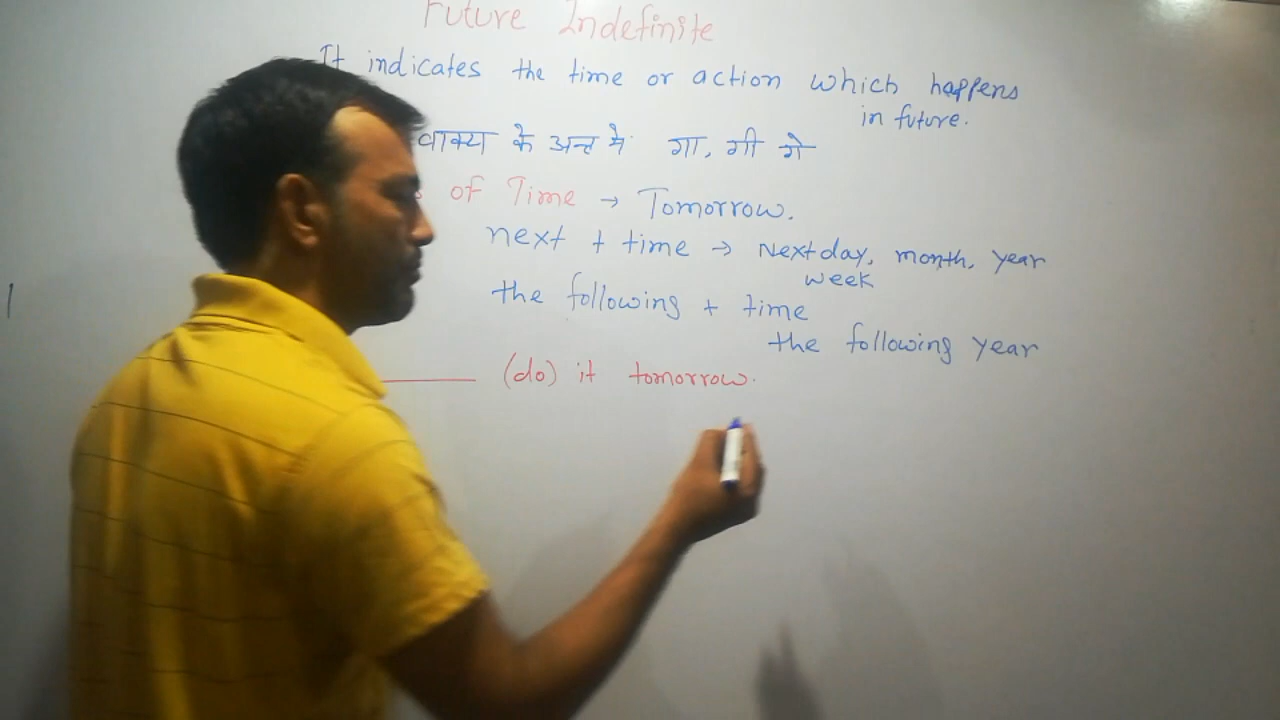 Future Indefinite
It indicates the time or action which happens
in future.
वाक्य के अन्त मे गा, गी गे
of Time → Tomorrow.
next + time → Next day, month, year
week
the following + time
the following year
(do) it tomorrow.